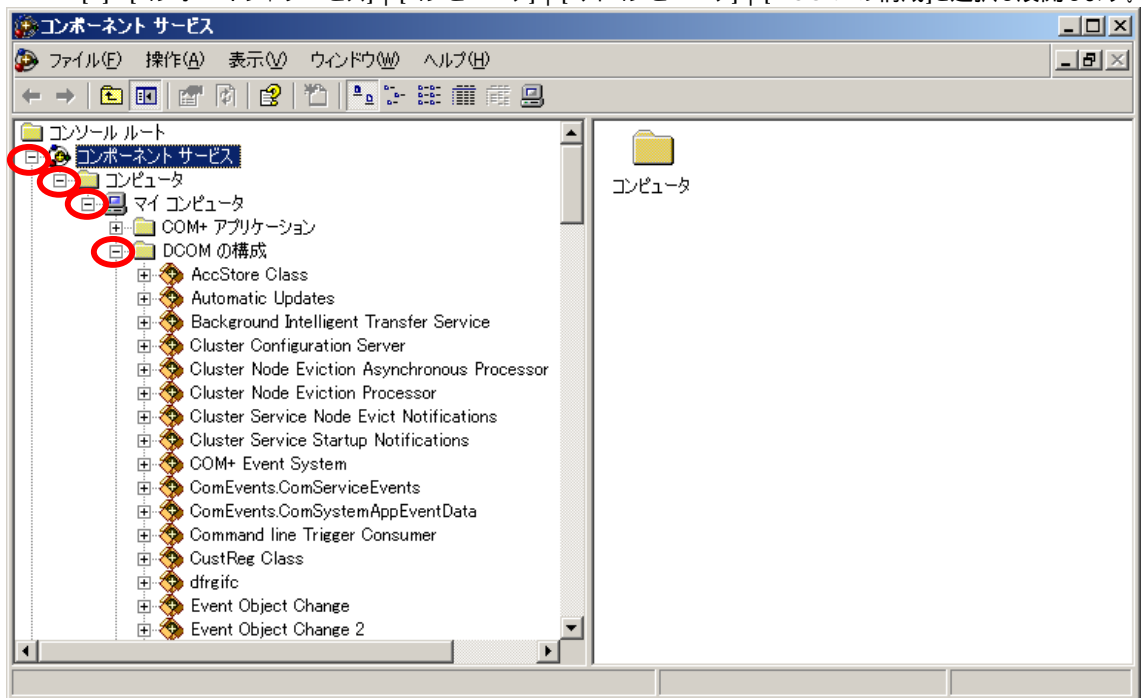 コンポーネント サービス
ファイル(F) 操作(A) 表示(V) ウィンドウ(W) ヘルプ(H)
コンソール ルート
コンポーネント サービス
コンピュータ
マイ コンピュータ
COM+ アプリケーション
DCOM の構成
AccStore Class
Automatic Updates
Background Intelligent Transfer Service
Cluster Configuration Server
Cluster Node Eviction Asynchronous Processor
Cluster Node Eviction Processor
Cluster Service Node Evict Notifications
Cluster Service Startup Notifications
COM+ Event System
ComEvents.ComServiceEvents
ComEvents.ComSystemAppEventData
Command line Trigger Consumer
CustReg Class
dfrgifc
Event Object Change
Event Object Change 2
コンピュータ